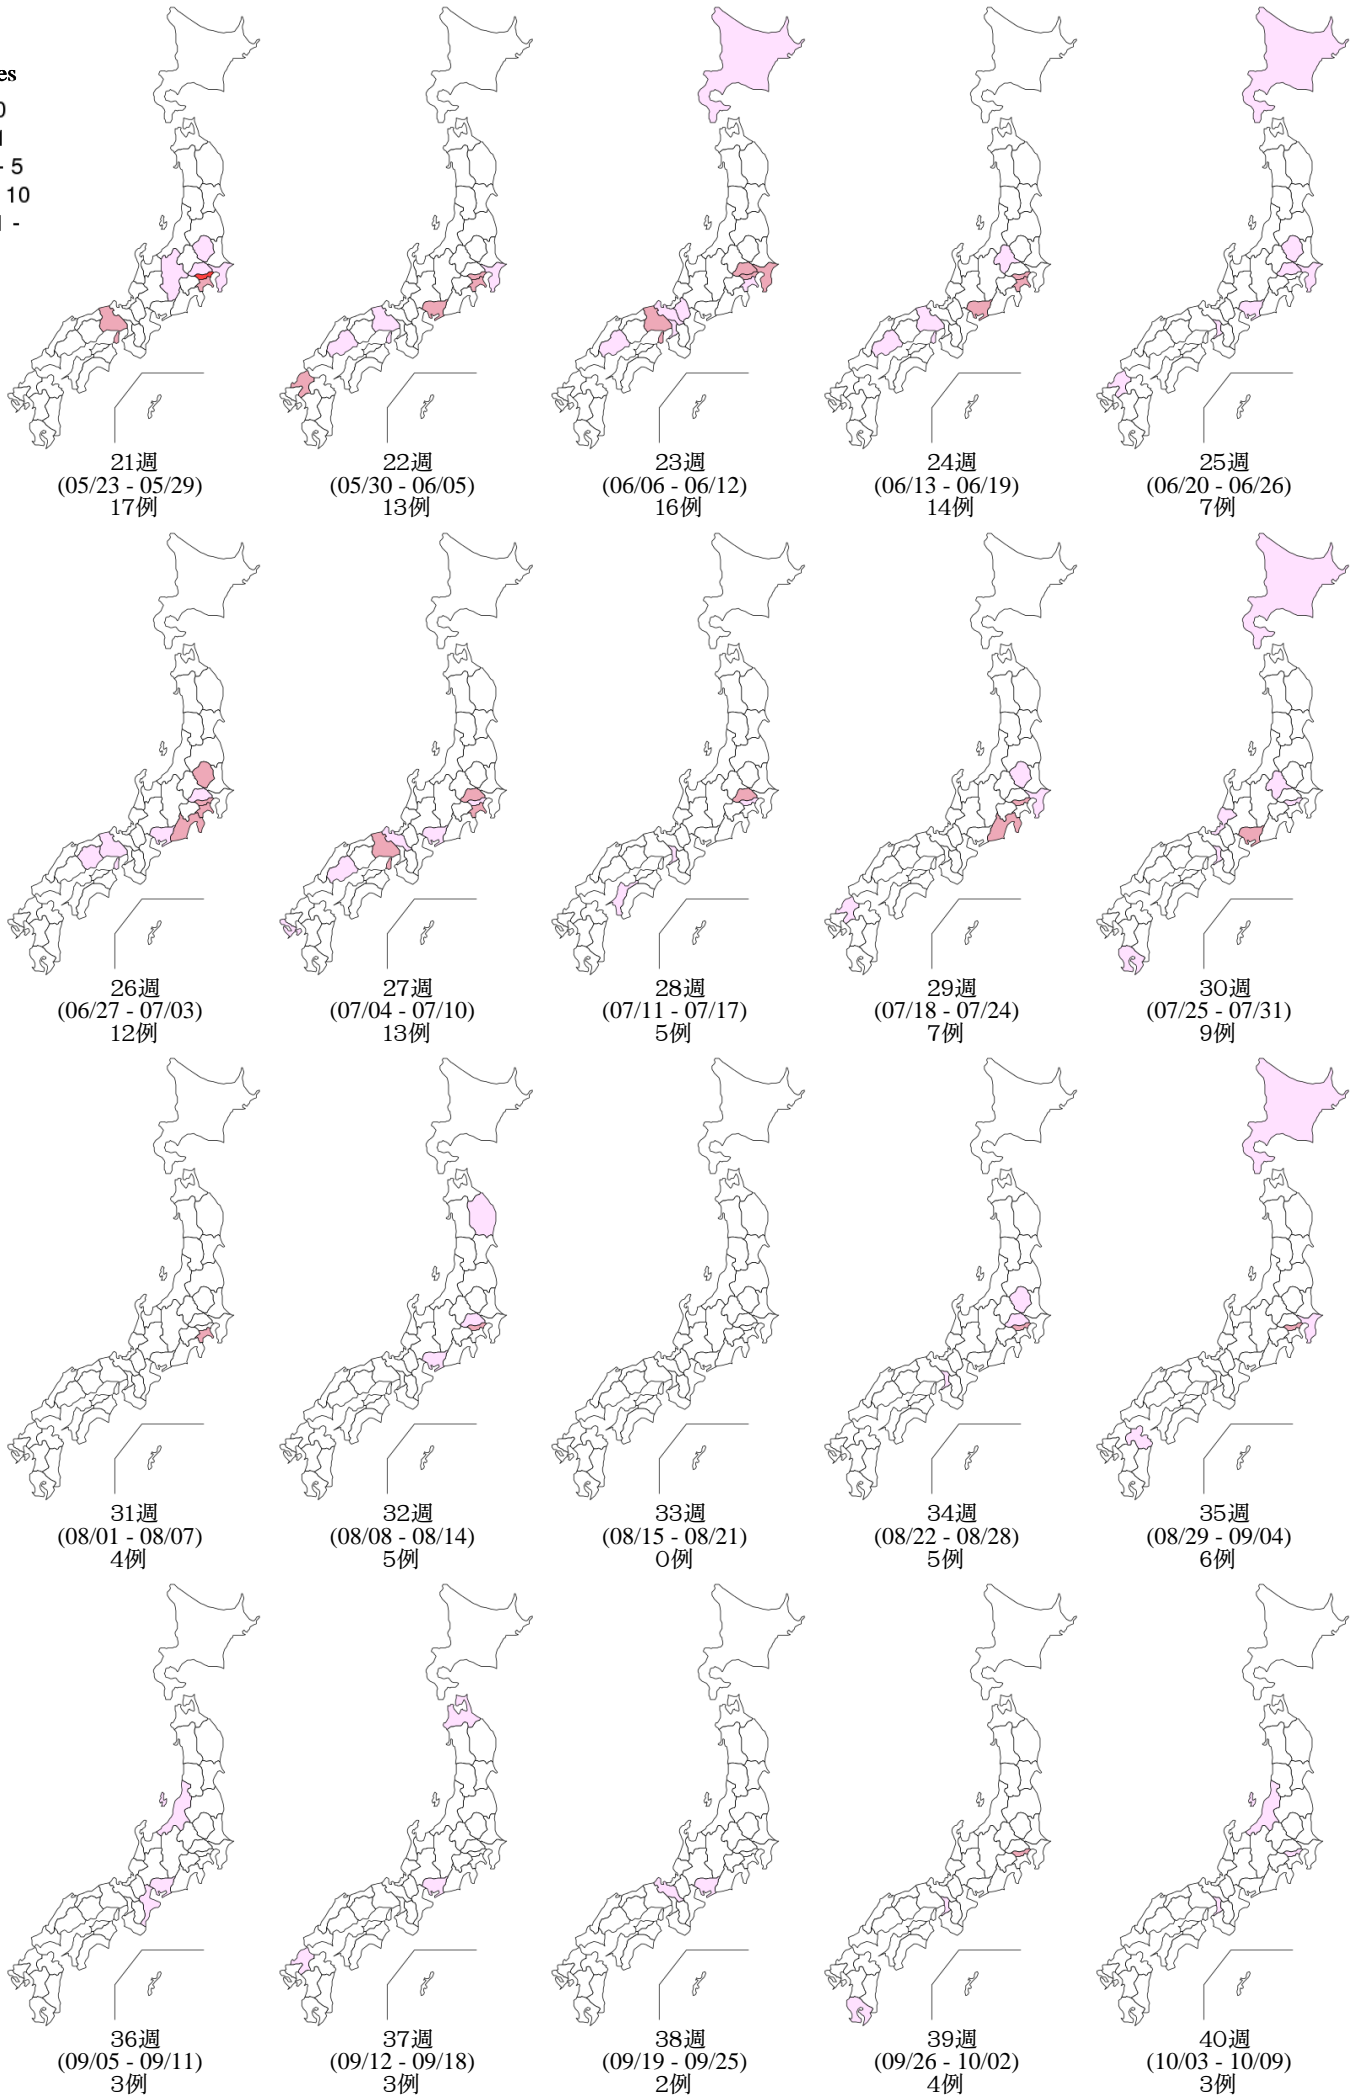 es
0
1
- 5
10
1 -
21週
(05/23 - 05/29)
17例
22週
(05/30 - 06/05)
13例
23週
(06/06 - 06/12)
16例
24週
(06/13 - 06/19)
14例
25週
(06/20 - 06/26)
7例
26週
(06/27 - 07/03)
12例
27週
(07/04 - 07/10)
13例
28週
(07/11 - 07/17)
5例
29週
(07/18 - 07/24)
7例
30週
(07/25 - 07/31)
9例
31週
(08/01 - 08/07)
4例
32週
(08/08 - 08/14)
5例
33週
(08/15 - 08/21)
0例
34週
(08/22 - 08/28)
5例
35週
(08/29 - 09/04)
6例
36週
(09/05 - 09/11)
3例
37週
(09/12 - 09/18)
3例
38週
(09/19 - 09/25)
2例
39週
(09/26 - 10/02)
4例
40週
(10/03 - 10/09)
3例